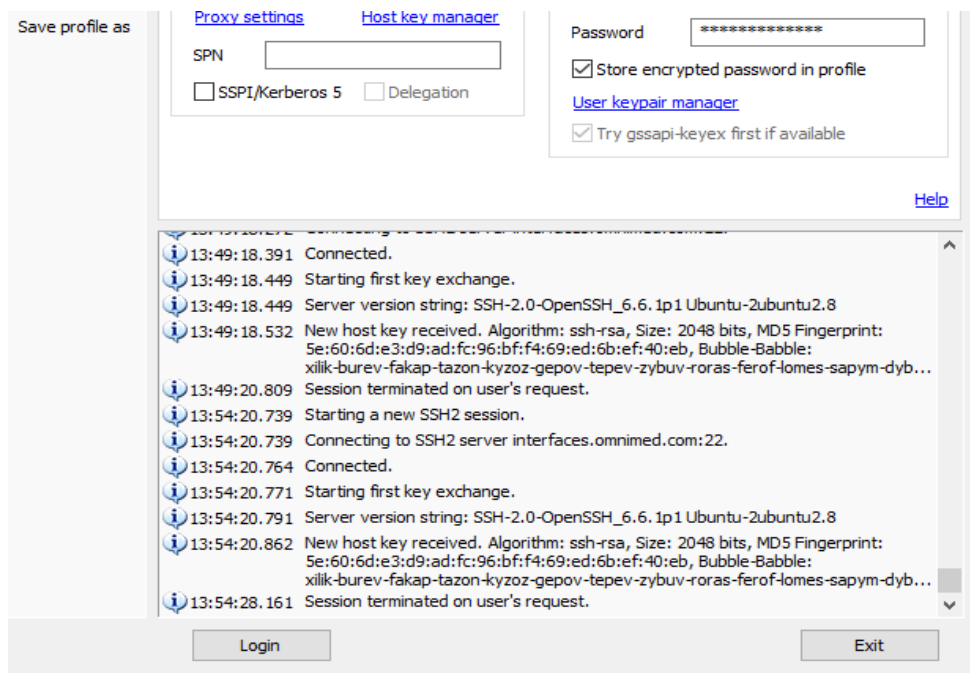 Save profile as
Proxy settings
Host key manager
SPN
SSPI/Kerberos 5
Delegation
Password
*************
Store encrypted password in profile
User keypair manager
Try gssapi-keyex first if available
Help
13:49:18.391 Connected.
13:49:18.449 Starting first key exchange.
13:49:18.449 Server version string: SSH-2.0-OpenSSH_6.6.1p1 Ubuntu-2ubuntu2.8
13:49:18.532 New host key received. Algorithm: ssh-rsa, Size: 2048 bits, MD5 Fingerprint:
5e:60:6d:e3:d9:ad:fc:96:bf:f4:69:ed:6b:ef:40:eb, Bubble-Babble:
xilik-burev-fakap-tazon-kyzoz-gepov-tepev-zybuv-roras-ferof-lomes-sapym-dyb...
13:49:20.809 Session terminated on user's request.
13:54:20.739 Starting a new SSH2 session.
13:54:20.739 Connecting to SSH2 server interfaces.omnimed.com:22.
13:54:20.764 Connected.
13:54:20.771 Starting first key exchange.
13:54:20.791 Server version string: SSH-2.0-OpenSSH_6.6.1p1 Ubuntu-2ubuntu2.8
13:54:20.862 New host key received. Algorithm: ssh-rsa, Size: 2048 bits, MD5 Fingerprint:
5e:60:6d:e3:d9:ad:fc:96:bf:f4:69:ed:6b:ef:40:eb, Bubble-Babble:
xilik-burev-fakap-tazon-kyzoz-gepov-tepev-zybuv-roras-ferof-lomes-sapym-dyb...
13:54:28.161 Session terminated on user's request.
Login
Exit